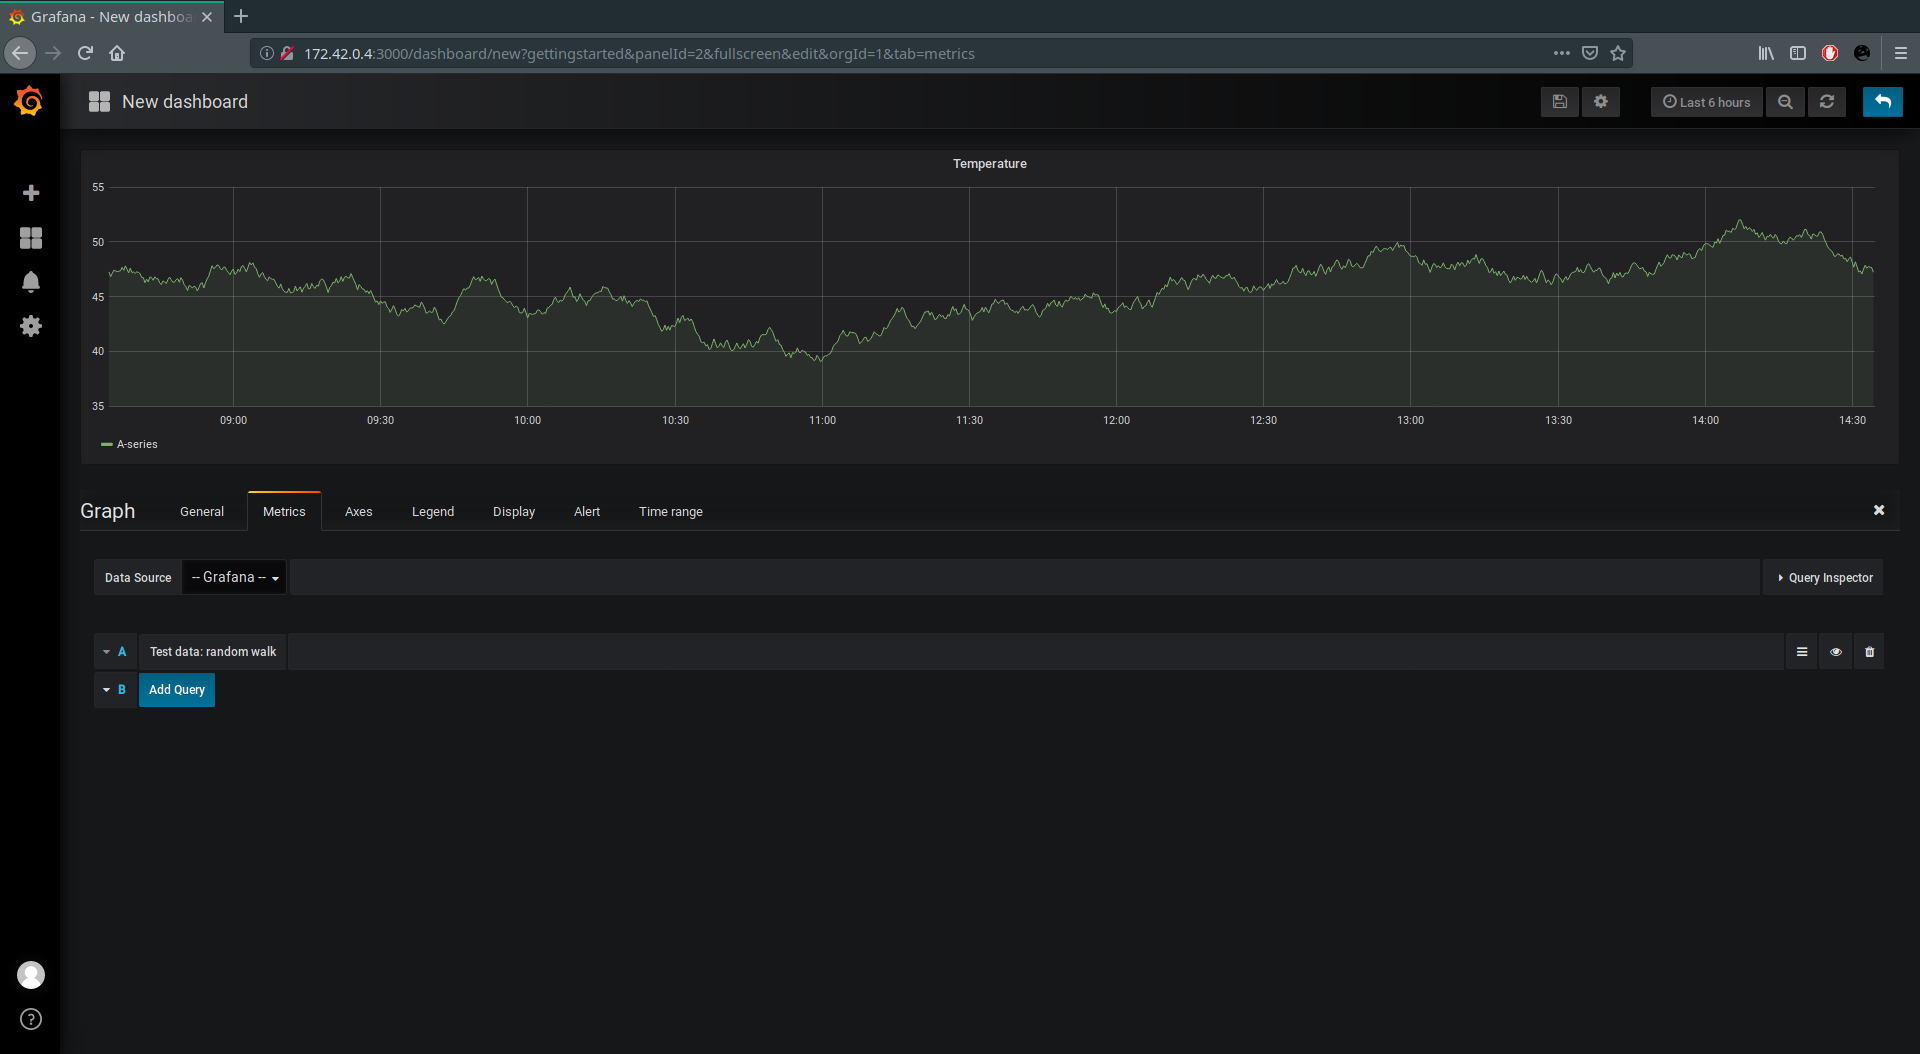 Grafana - New dashboa
172.42.0.4:3000/dashboard/new?gettingstarted&panelId=2&fullscreen&edit&orgId=1&tab=metrics
New dashboard
Last 6 hours
Temperature
55
50
45
40
35
09:00 09:30 10:00 10:30 11:00 11:30 12:00 12:30 13:00 13:30 14:00 14:30
A-series
Graph General Metrics Axes Legend Display Alert Time range
Data Source -- Grafana -- Query Inspector
A Test data: random walk
B Add Query